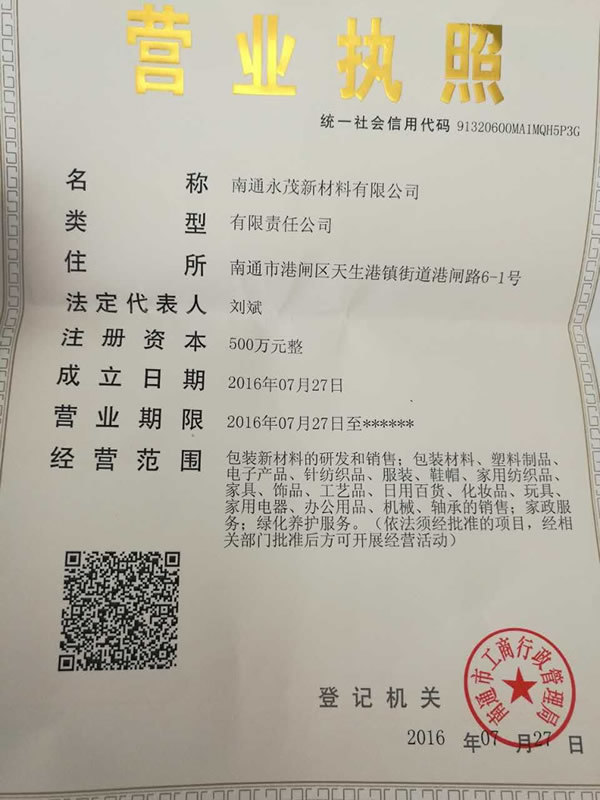 营业执照
统一社会信用代码 91320600MA1MQH5P3G
名称 南通永茂新材料有限公司
类型 有限责任公司
住所 南通市港闸区天生港镇街道港闸路6-1号
法定代表人 刘斌
注册资本 500万元整
成立日期 2016年07月27日
营业期限 2016年07月27日至******
经营范围 包装新材料的研发和销售；包装材料、塑料制品、
电子产品、针纺织品、服装、鞋帽、家用纺织品、
家具、饰品、工艺品、日用百货、化妆品、玩具、
家用电器、办公用品、机械、轴承的销售；家政服
务；绿化养护服务。（依法须经批准的项目，经相
关部门批准后方可开展经营活动）
南通市工商行政管理局
登记机关
2016 年07 月27 日